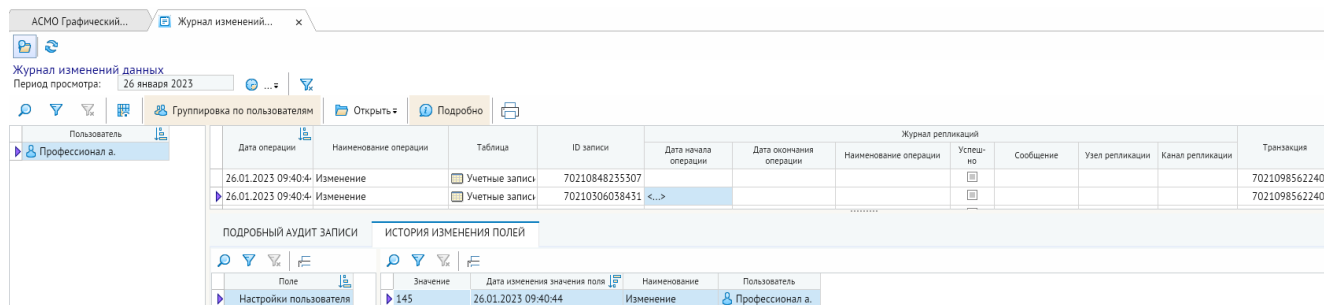 АСМО Графический...
Журнал изменений... x
Журнал изменений данных
Период просмотра: 26 января 2023 ...
Группировка по пользователям Открыть Подробно
Пользователь
Профессионал а.
Дата операции Наименование операции Таблица ID записи Журнал репликаций Транзакция
Дата начала операции Дата окончания операции Наименование операции Успеш-но Сообщение Узел репликации Канал репликации
26.01.2023 09:40:4 Изменение Учетные запис 70210848235307 7021098562240
26.01.2023 09:40:4 Изменение Учетные запис 70210306038431 <...> 7021098562240
ПОДРОБНЫЙ АУДИТ ЗАПИСИ ИСТОРИЯ ИЗМЕНЕНИЯ ПОЛЕЙ
Поле Значение Дата изменения значения поля Наименование Пользователь
Настройки пользователя 145 26.01.2023 09:40:44 Изменение Профессионал а.